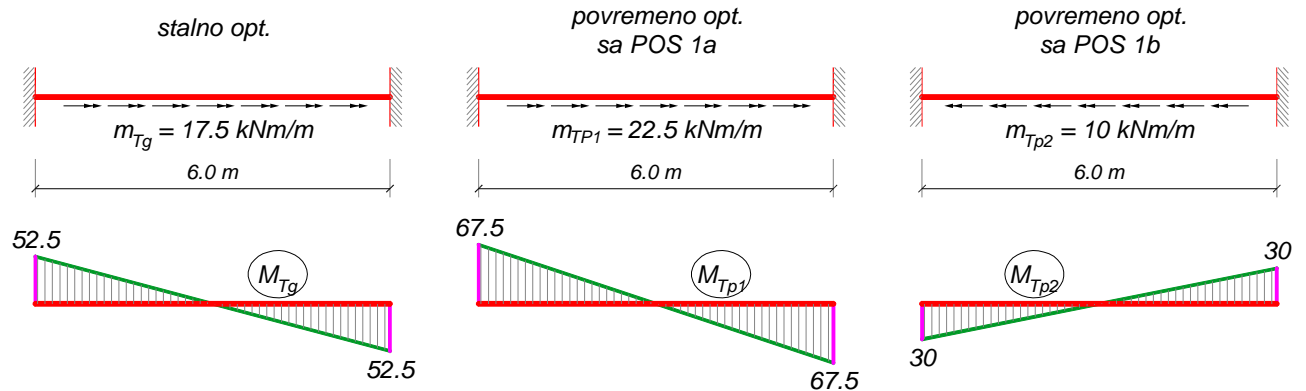 stalno opt.
m_Tg = 17.5 kNm/m
6.0 m
52.5
M_Tg
52.5
povremeno opt.
sa POS 1a
m_TP1 = 22.5 kNm/m
6.0 m
67.5
M_Tp1
67.5
povremeno opt.
sa POS 1b
m_Tp2 = 10 kNm/m
6.0 m
30
M_Tp2
30